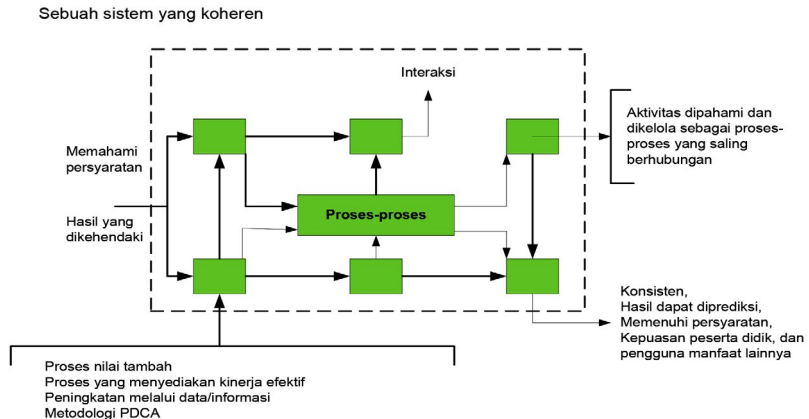 Sebuah sistem yang koheren
Interaksi
Aktivitas dipahami dan
dikelola sebagai proses-
proses yang saling
berhubungan
Memahami
persyaratan
Hasil yang
dikehendaki
Proses-proses
Konsisten,
Hasil dapat diprediksi,
Memenuhi persyaratan,
Kepuasan peserta didik, dan
pengguna manfaat lainnya
Proses nilai tambah
Proses yang menyediakan kinerja efektif
Peningkatan melalui data/informasi
Metodologi PDCA